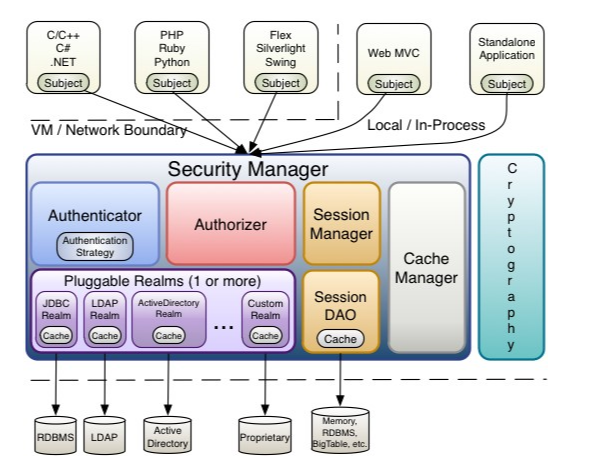 C/C++
C#
.NET
Subject
PHP
Ruby
Python
Subject
Flex
Silverlight
Swing
Subject
Web MVC
Subject
Standalone
Application
Subject
VM / Network Boundary
Local / In-Process
Security Manager
Authenticator
Authentication
Strategy
Authorizer
Session
Manager
Cache
Manager
Cryptography
Pluggable Realms (1 or more)
JDBC
Realm
Cache
LDAP
Realm
Cache
ActiveDirectory
Realm
Cache
...
Custom
Realm
Cache
Session
DAO
Cache
RDBMS
LDAP
Active
Directory
Proprietary
Memory,
RDBMS,
BigTable, etc.